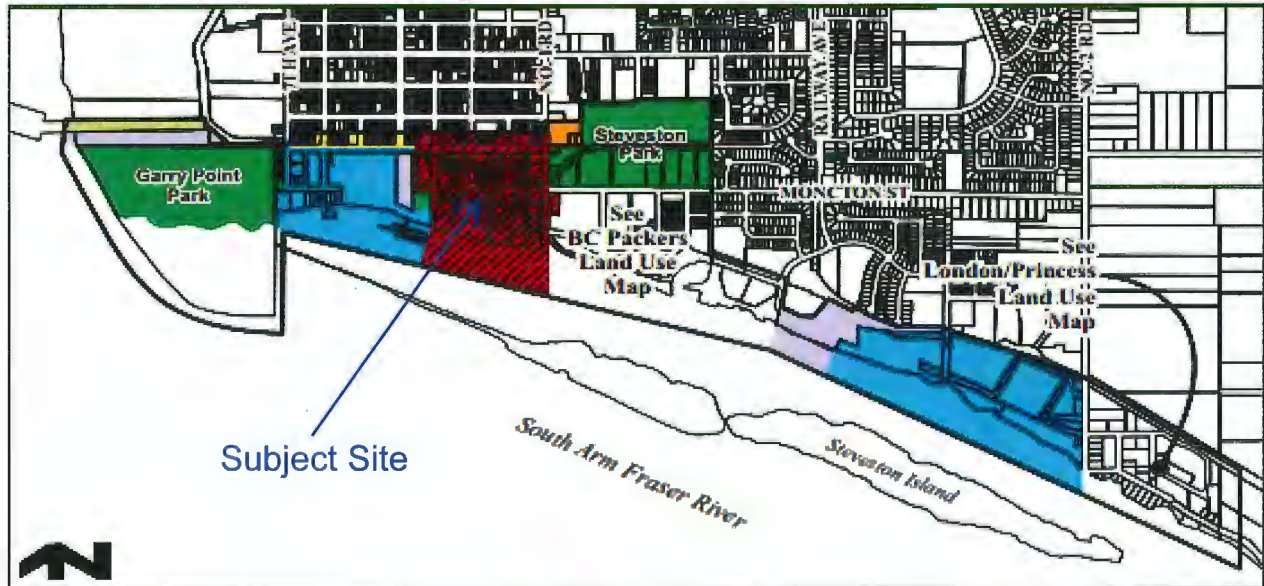 7TH AVE
NO. 1 RD
RAILWAY AVE
NO. 2 RD
Steveston
Park
Garry Point
Park
MONCTON ST
See
BC Packers
Land Use
Map
See
London/Princess
Land Use
Map
Subject Site
South Arm Fraser River
Steveston Island
N